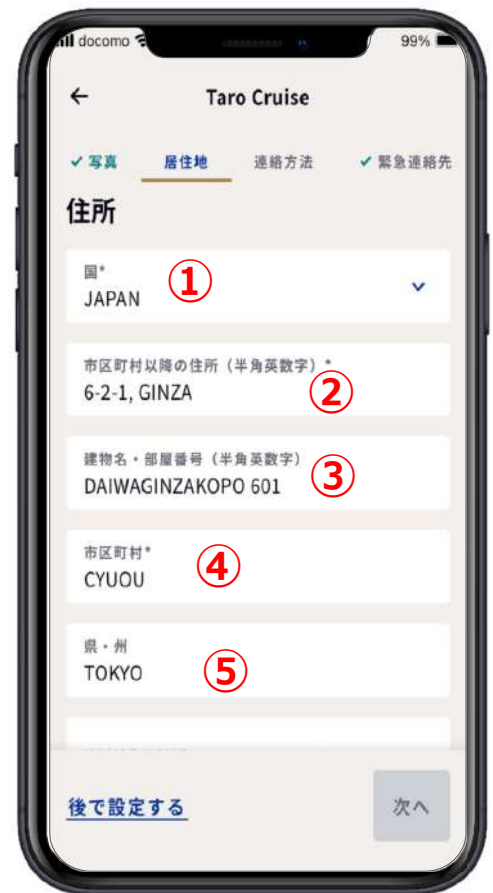 docomo 99%
← Taro Cruise
✓ 写真 居住地 連絡方法 ✓ 緊急連絡先
住所
国*
JAPAN
①
市区町村以降の住所（半角英数字）*
6-2-1, GINZA
②
建物名・部屋番号（半角英数字）
DAIWAGINZAKOPO 601
③
市区町村*
CYUOU
④
県・州
TOKYO
⑤
後で設定する 次へ